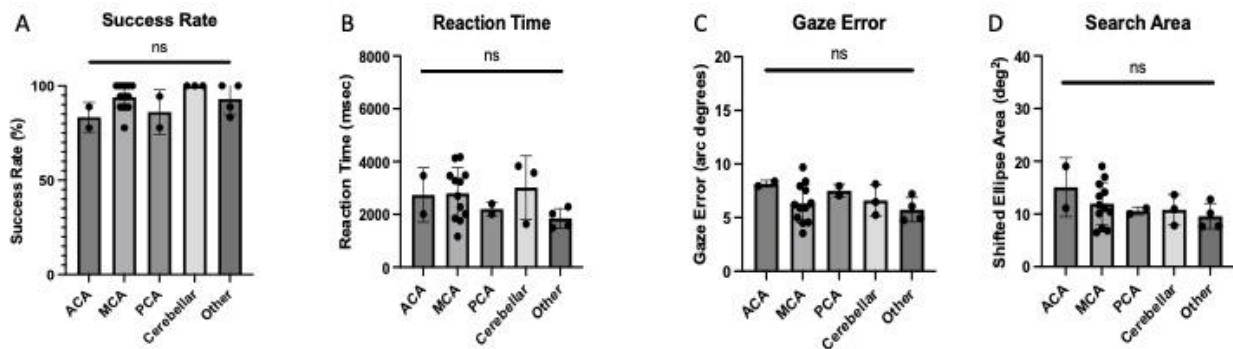 A
Success Rate
ns
Success Rate (%)
100
50
0
ACA
MCA
PCA
Cerebellar
Other
B
Reaction Time
ns
Reaction Time (msec)
8000
6000
4000
2000
0
ACA
MCA
PCA
Cerebellar
Other
C
Gaze Error
ns
Gaze Error (arc degrees)
20
15
10
5
0
ACA
MCA
PCA
Cerebellar
Other
D
Search Area
ns
Shifted Ellipse Area (deg²)
40
30
20
10
0
ACA
MCA
PCA
Cerebellar
Other